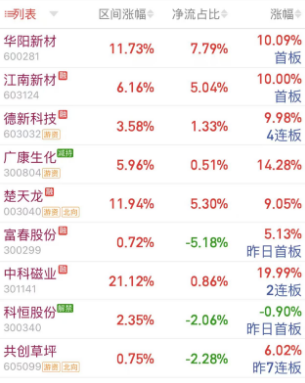 列表 区间涨幅 净流占比 涨幅
华阳新材 11.73% 7.79% 10.09%
600281 首板
江南新材 融 6.16% 5.04% 10.00%
603124 首板
德新科技 融 3.58% 1.33% 9.98%
603032 游资 4连板
广康生化 减持 5.96% 0.51% 14.28%
300804 游资
楚天龙 融 11.94% 5.30% 9.05%
003040 游资 北向
富春股份 融 0.72% -5.18% 5.13%
300299 昨日首板
中科磁业 融 21.12% 0.86% 19.99%
301141 2连板
科恒股份 解禁 2.35% -2.06% -0.90%
300340 昨日首板
共创草坪 0.75% -2.28% 6.02%
605099 游资 北向 昨7连板